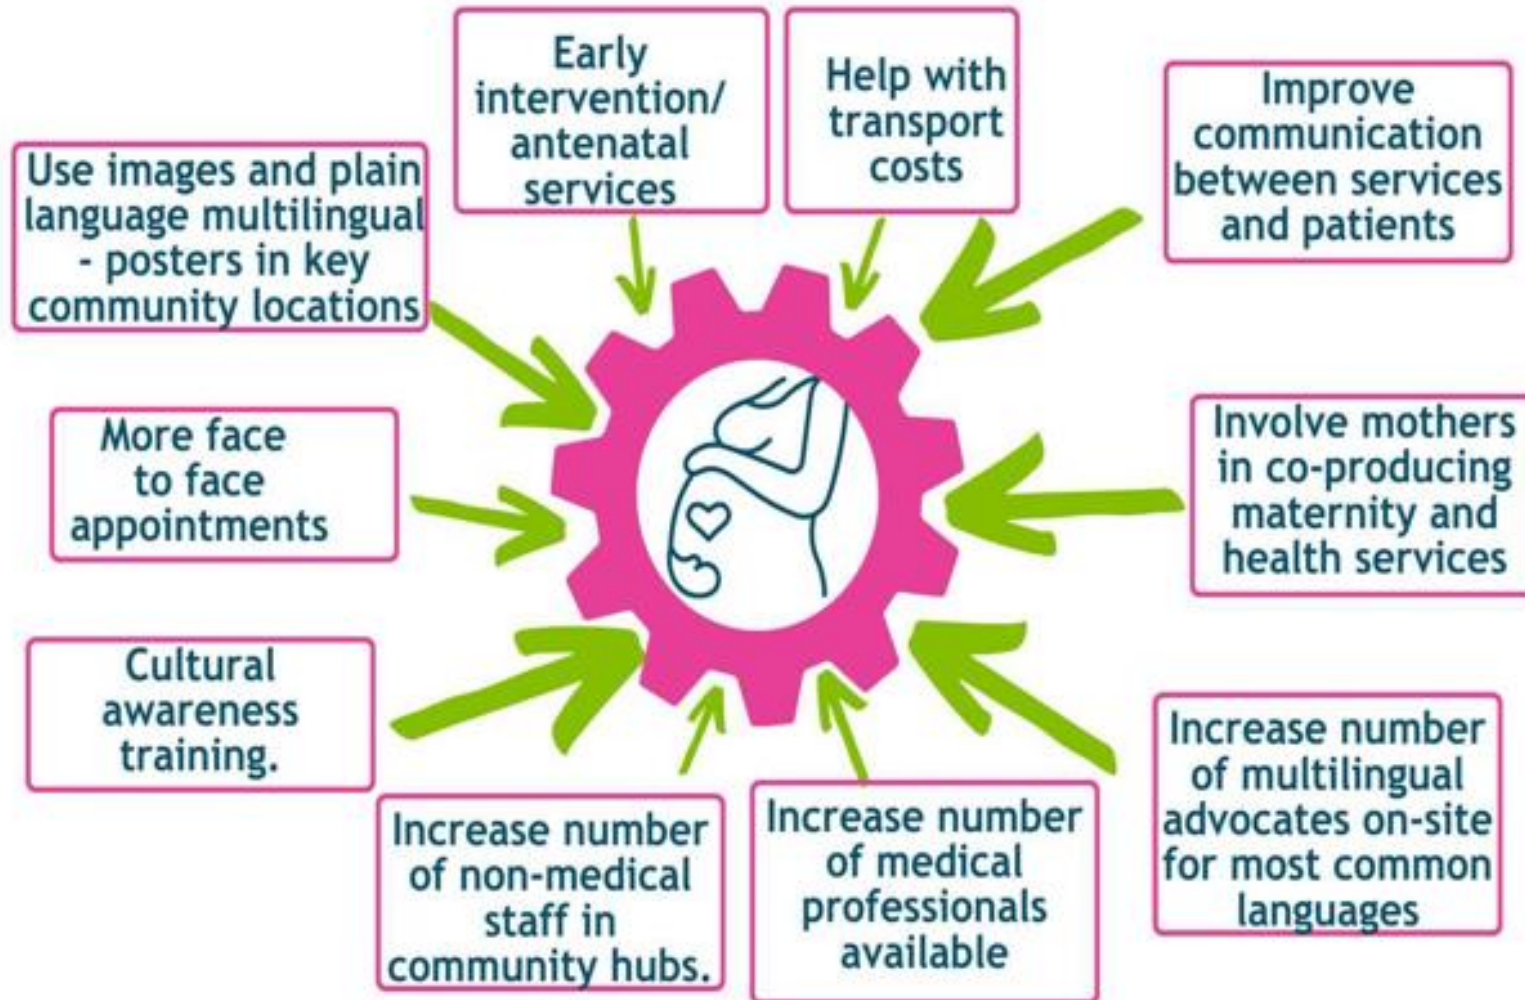 Early
intervention/
antenatal
services
Help with
transport
costs
Improve
communication
between services
and patients
Use images and plain
language multilingual
- posters in key
community locations
More face
to face
appointments
Involve mothers
in co-producing
maternity and
health services
Cultural
awareness
training.
Increase number
of non-medical
staff in
community hubs.
Increase number
of medical
professionals
available
Increase number
of multilingual
advocates on-site
for most common
languages